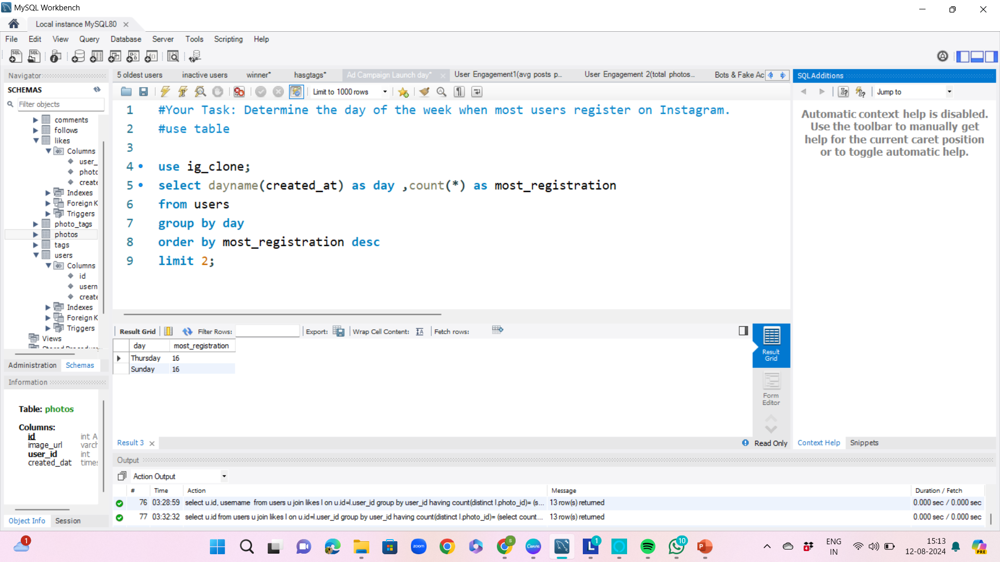 MySQL Workbench
Local instance MySQL80
File Edit View Query Database Server Tools Scripting Help
Navigator
SCHEMAS
Filter objects
comments
follows
likes
Columns
user_
photo
create
Indexes
Foreign K
Triggers
photo_tags
photos
tags
users
Columns
id
usern
create
Indexes
Foreign K
Triggers
Views
Administration Schemas
Information
Table: photos
Columns:
id int A
image_url varch
user_id int
created_dat time
Object Info Session
5 oldest users inactive users winner* hasgtags* Ad Campaign Launch day* User Engagement1(avg posts p... User Engagement 2(total photos... Bots & Fake Ac
Limit to 1000 rows
1 #Your Task: Determine the day of the week when most users register on Instagram.
2 #use table
3
4 use ig_clone;
5 select dayname(created_at) as day ,count(*) as most_registration
6 from users
7 group by day
8 order by most_registration desc
9 limit 2;
Result Grid Filter Rows: Export: Wrap Cell Content: Fetch rows:
day most_registration
Thursday 16
Sunday 16
Result
Grid
Form
Editor
Result 3 Read Only
SQLAdditions
Jump to
Automatic context help is disabled.
Use the toolbar to manually get
help for the current caret position
or to toggle automatic help.
Context Help Snippets
Output
Action Output
# Time Action Message Duration / Fetch
76 03:28:59 select u.id, username from users u join likes l on u.id=l.user_id group by user_id having count(distinct l.photo_id)= (s... 13 row(s) returned 0.000 sec / 0.000 sec
77 03:32:32 select u.id from users u join likes l on u.id=l.user_id group by user_id having count(distinct l.photo_id)= (select count... 13 row(s) returned 0.000 sec / 0.000 sec
1
zoom
S
Canva
L
1
10
P
4
ENG
IN
15:13
12-08-2024
PRE